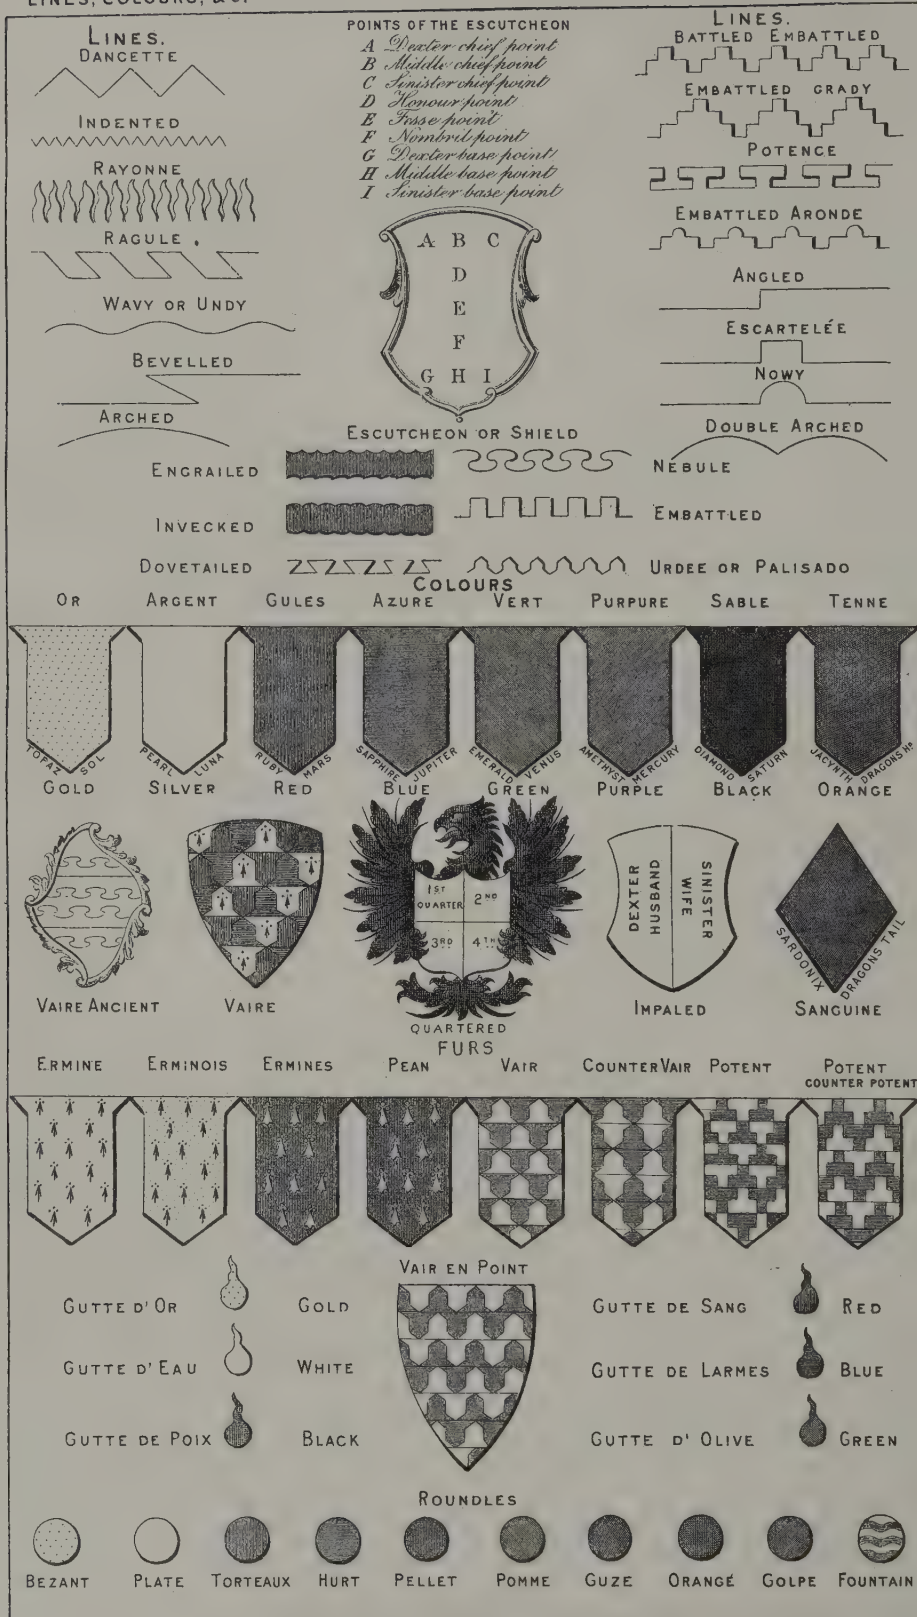 LINES, COLOURS, &c.
LINES.
DANCETTE
INDENTED
RAYONNE
RAGULE
WAVY OR UNDY
BEVELLED
ARCHED
POINTS OF THE ESCUTCHEON
A Dexter chief point
B Middle chief point
C Sinister chief point
D Honour point
E Fesse point
F Nombril point
G Dexter base point
H Middle base point
I Sinister base point
A B C
D
E
F
G H I
ESCUTCHEON OR SHIELD
LINES.
BATTLED EMBATTLED
EMBATTLED GRADY
POTENCE
EMBATTLED ARONDE
ANGLED
ESCARTELÉE
NOWY
DOUBLE ARCHED
ENGRAILED
NEBULE
INVECKED
EMBATTLED
DOVETAILED
URDEE OR PALISADO
COLOURS
OR ARGENT GULES AZURE VERT PURPURE SABLE TENNE
TOPAZ SOL PEARL LUNA RUBY MARS SAPPHIRE JUPITER EMERALD VENUS AMETHYST MERCURY DIAMOND SATURN JACYNTH DRAGONS Hᴰ
GOLD SILVER RED BLUE GREEN PURPLE BLACK ORANGE
VAIRE ANCIENT
VAIRE
1ST QUARTER
2ND
3RD
4TH
QUARTERED
DEXTER HUSBAND
SINISTER WIFE
IMPALED
SARDONIX DRAGONS TAIL
SANGUINE
FURS
ERMINE ERMINOIS ERMINES PEAN VAIR COUNTER VAIR POTENT POTENT COUNTER POTENT
VAIR EN POINT
GUTTE D'OR GOLD
GUTTE D'EAU WHITE
GUTTE DE POIX BLACK
GUTTE DE SANG RED
GUTTE DE LARMES BLUE
GUTTE D'OLIVE GREEN
ROUNDLES
BEZANT PLATE TORTEAUX HURT PELLET POMME GUZE ORANGÉ GOLPE FOUNTAIN